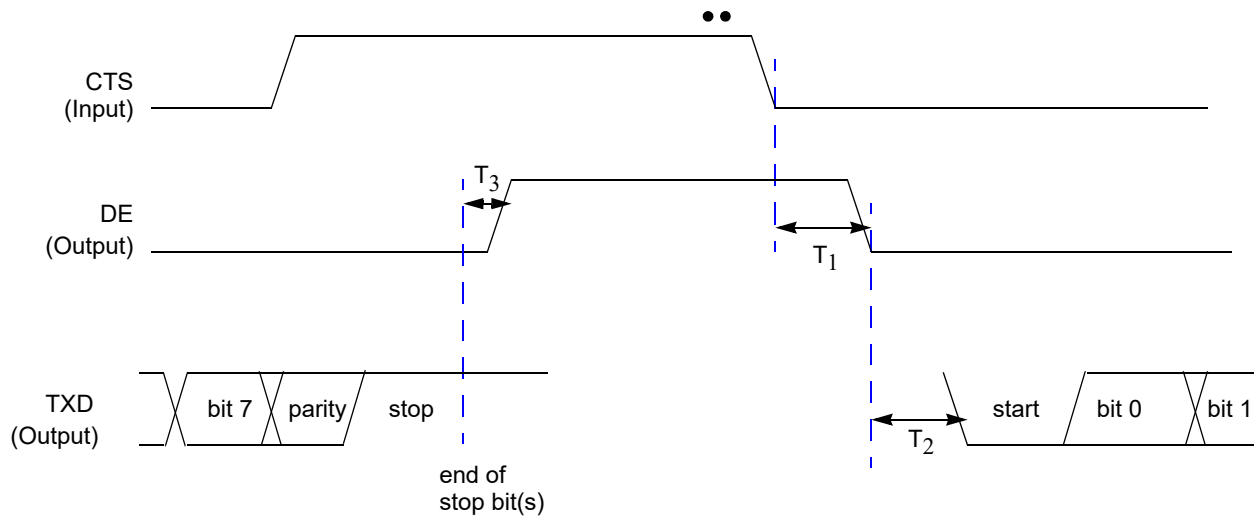 CTS
(Input)
T3
DE
(Output)
T1
TXD
(Output)
bit 7
parity
stop
start
bit 0
bit 1
T2
end of
stop bit(s)